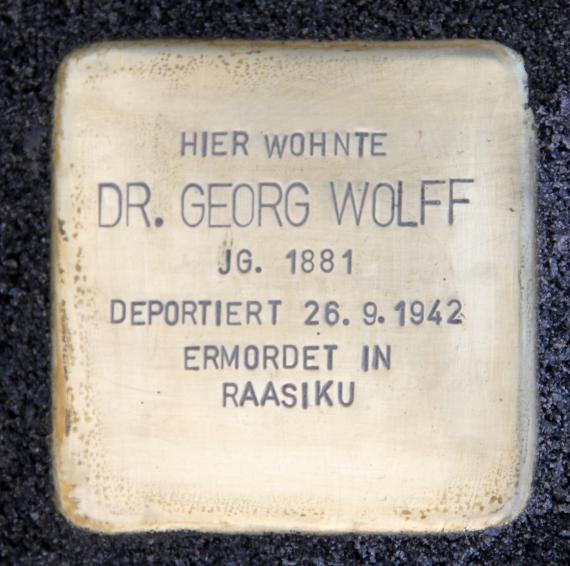 HIER WOHNTE
DR. GEORG WOLFF
JG. 1881
DEPORTIERT 26.9.1942
ERMORDET IN
RAASIKU